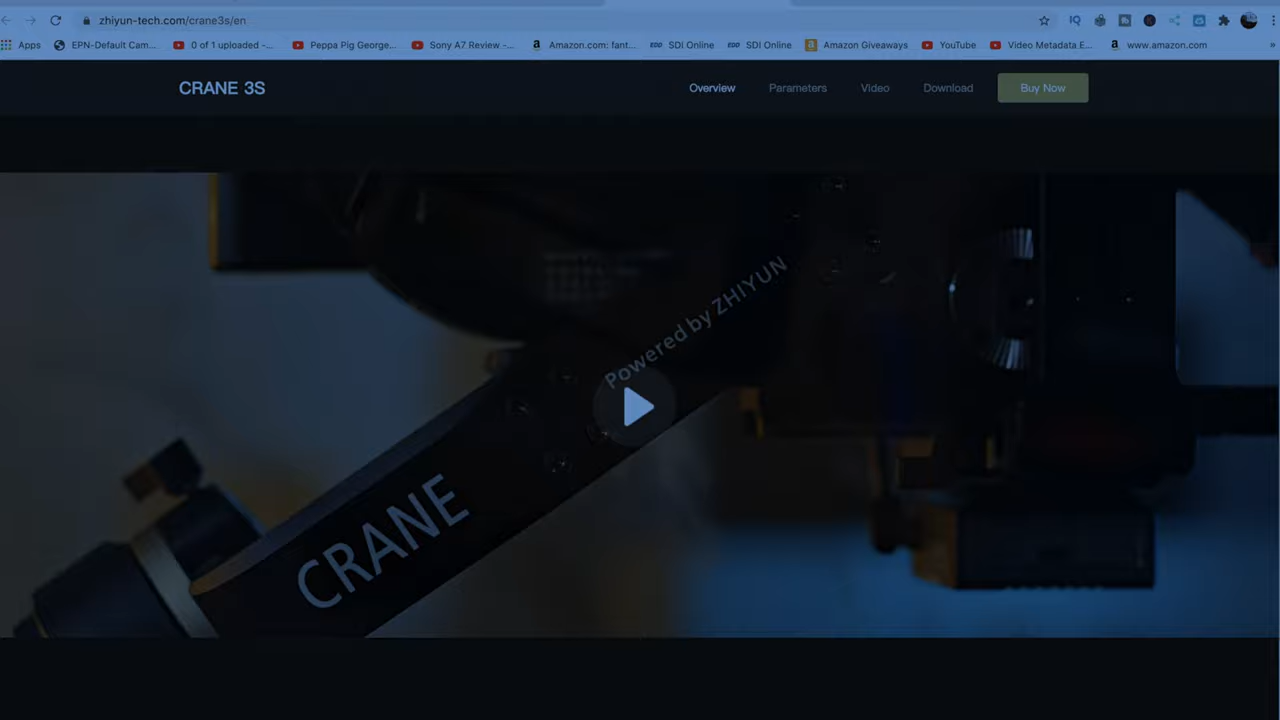 zhiyun-tech.com/crane3s/en
Apps EPN-Default Cam... 0 of 1 uploaded -... Peppa Pig George... Sony A7 Review -... Amazon.com: fant... EDD SDI Online EDD SDI Online Amazon Giveaways YouTube Video Metadata E... www.amazon.com »
CRANE 3S Overview Parameters Video Download Buy Now
Powered by ZHIYUN
CRANE